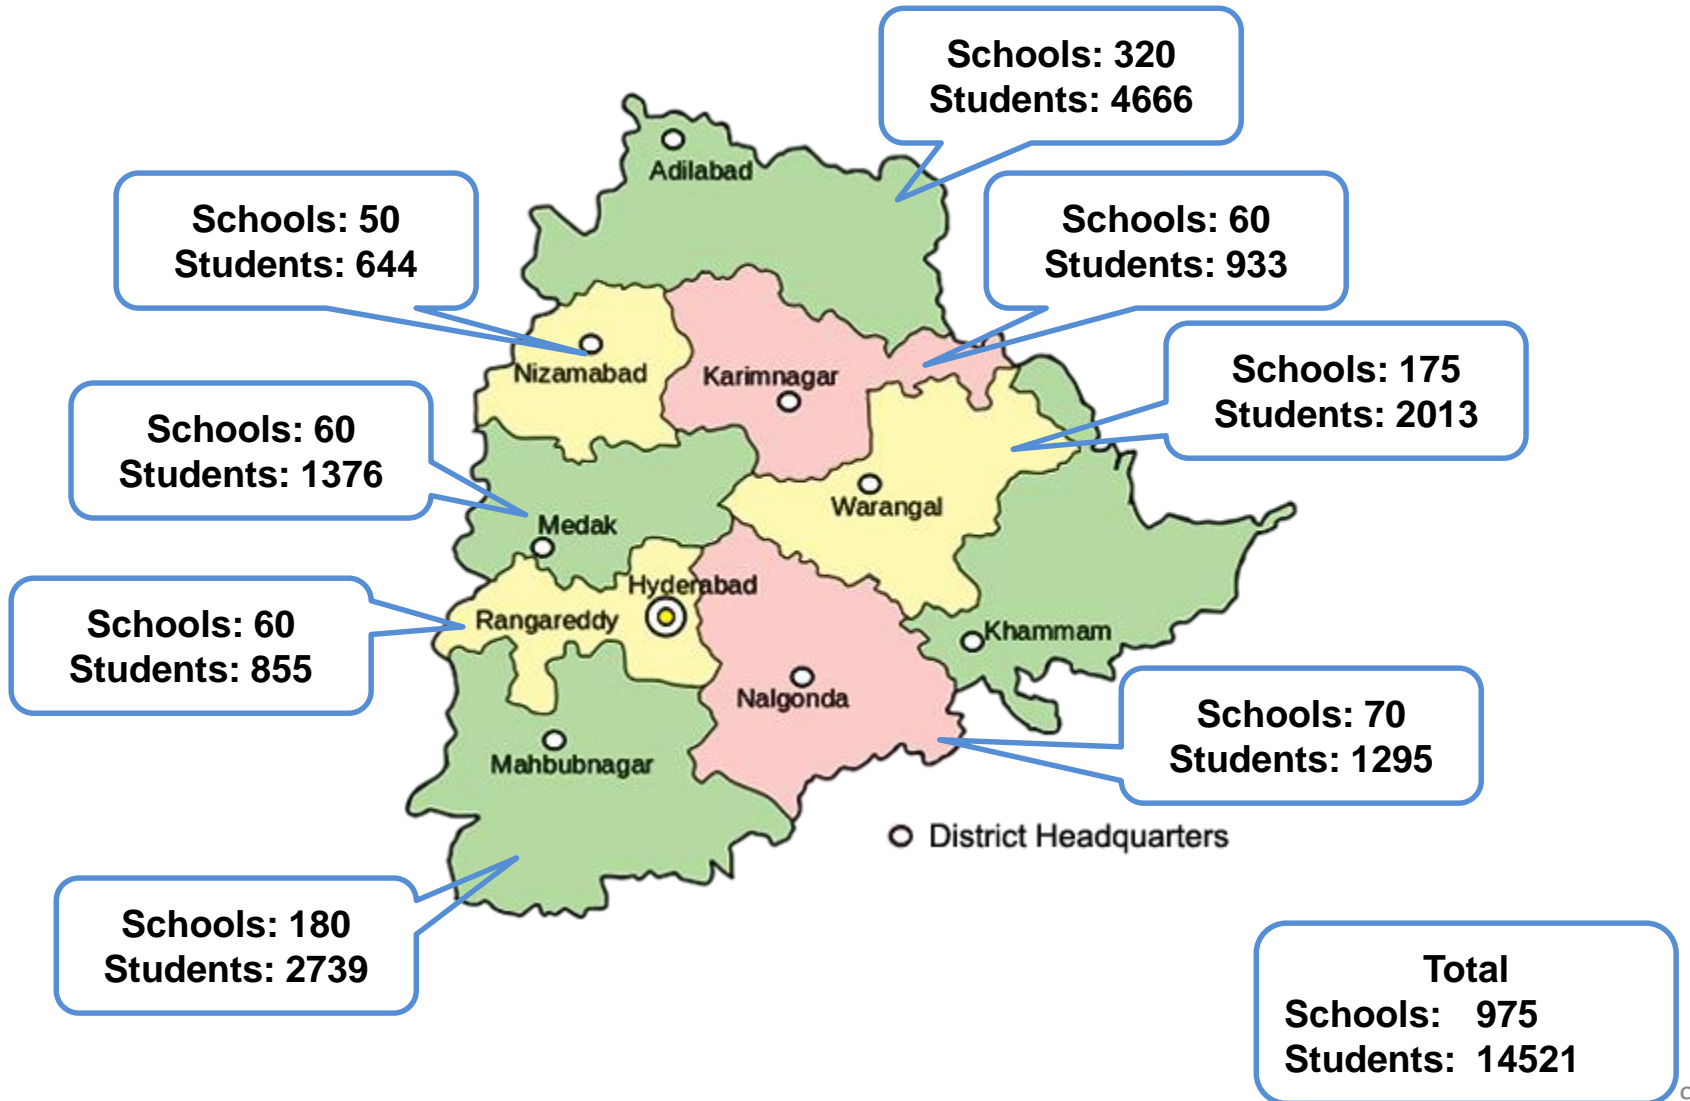 Schools: 320
Students: 4666
Adilabad
Schools: 50
Students: 644
Schools: 60
Students: 933
Nizamabad
Karimnagar
Schools: 175
Students: 2013
Schools: 60
Students: 1376
Warangal
Medak
Hyderabad
Rangareddy
Schools: 60
Students: 855
Khammam
Nalgonda
Schools: 70
Students: 1295
Mahbubnagar
District Headquarters
Schools: 180
Students: 2739
Total
Schools: 975
Students: 14521